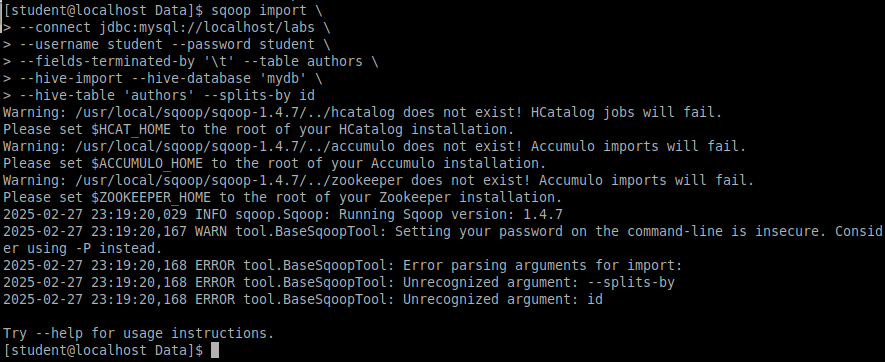 [student@localhost Data]$ sqoop import \
> --connect jdbc:mysql://localhost/labs \
> --username student --password student \
> --fields-terminated-by '\t' --table authors \
> --hive-import --hive-database 'mydb' \
> --hive-table 'authors' --splits-by id
Warning: /usr/local/sqoop/sqoop-1.4.7/../hcatalog does not exist! HCatalog jobs will fail.
Please set $HCAT_HOME to the root of your HCatalog installation.
Warning: /usr/local/sqoop/sqoop-1.4.7/../accumulo does not exist! Accumulo imports will fail.
Please set $ACCUMULO_HOME to the root of your Accumulo installation.
Warning: /usr/local/sqoop/sqoop-1.4.7/../zookeeper does not exist! Accumulo imports will fail.
Please set $ZOOKEEPER_HOME to the root of your Zookeeper installation.
2025-02-27 23:19:20,029 INFO sqoop.Sqoop: Running Sqoop version: 1.4.7
2025-02-27 23:19:20,167 WARN tool.BaseSqoopTool: Setting your password on the command-line is insecure. Consid
er using -P instead.
2025-02-27 23:19:20,168 ERROR tool.BaseSqoopTool: Error parsing arguments for import:
2025-02-27 23:19:20,168 ERROR tool.BaseSqoopTool: Unrecognized argument: --splits-by
2025-02-27 23:19:20,168 ERROR tool.BaseSqoopTool: Unrecognized argument: id

Try --help for usage instructions.
[student@localhost Data]$